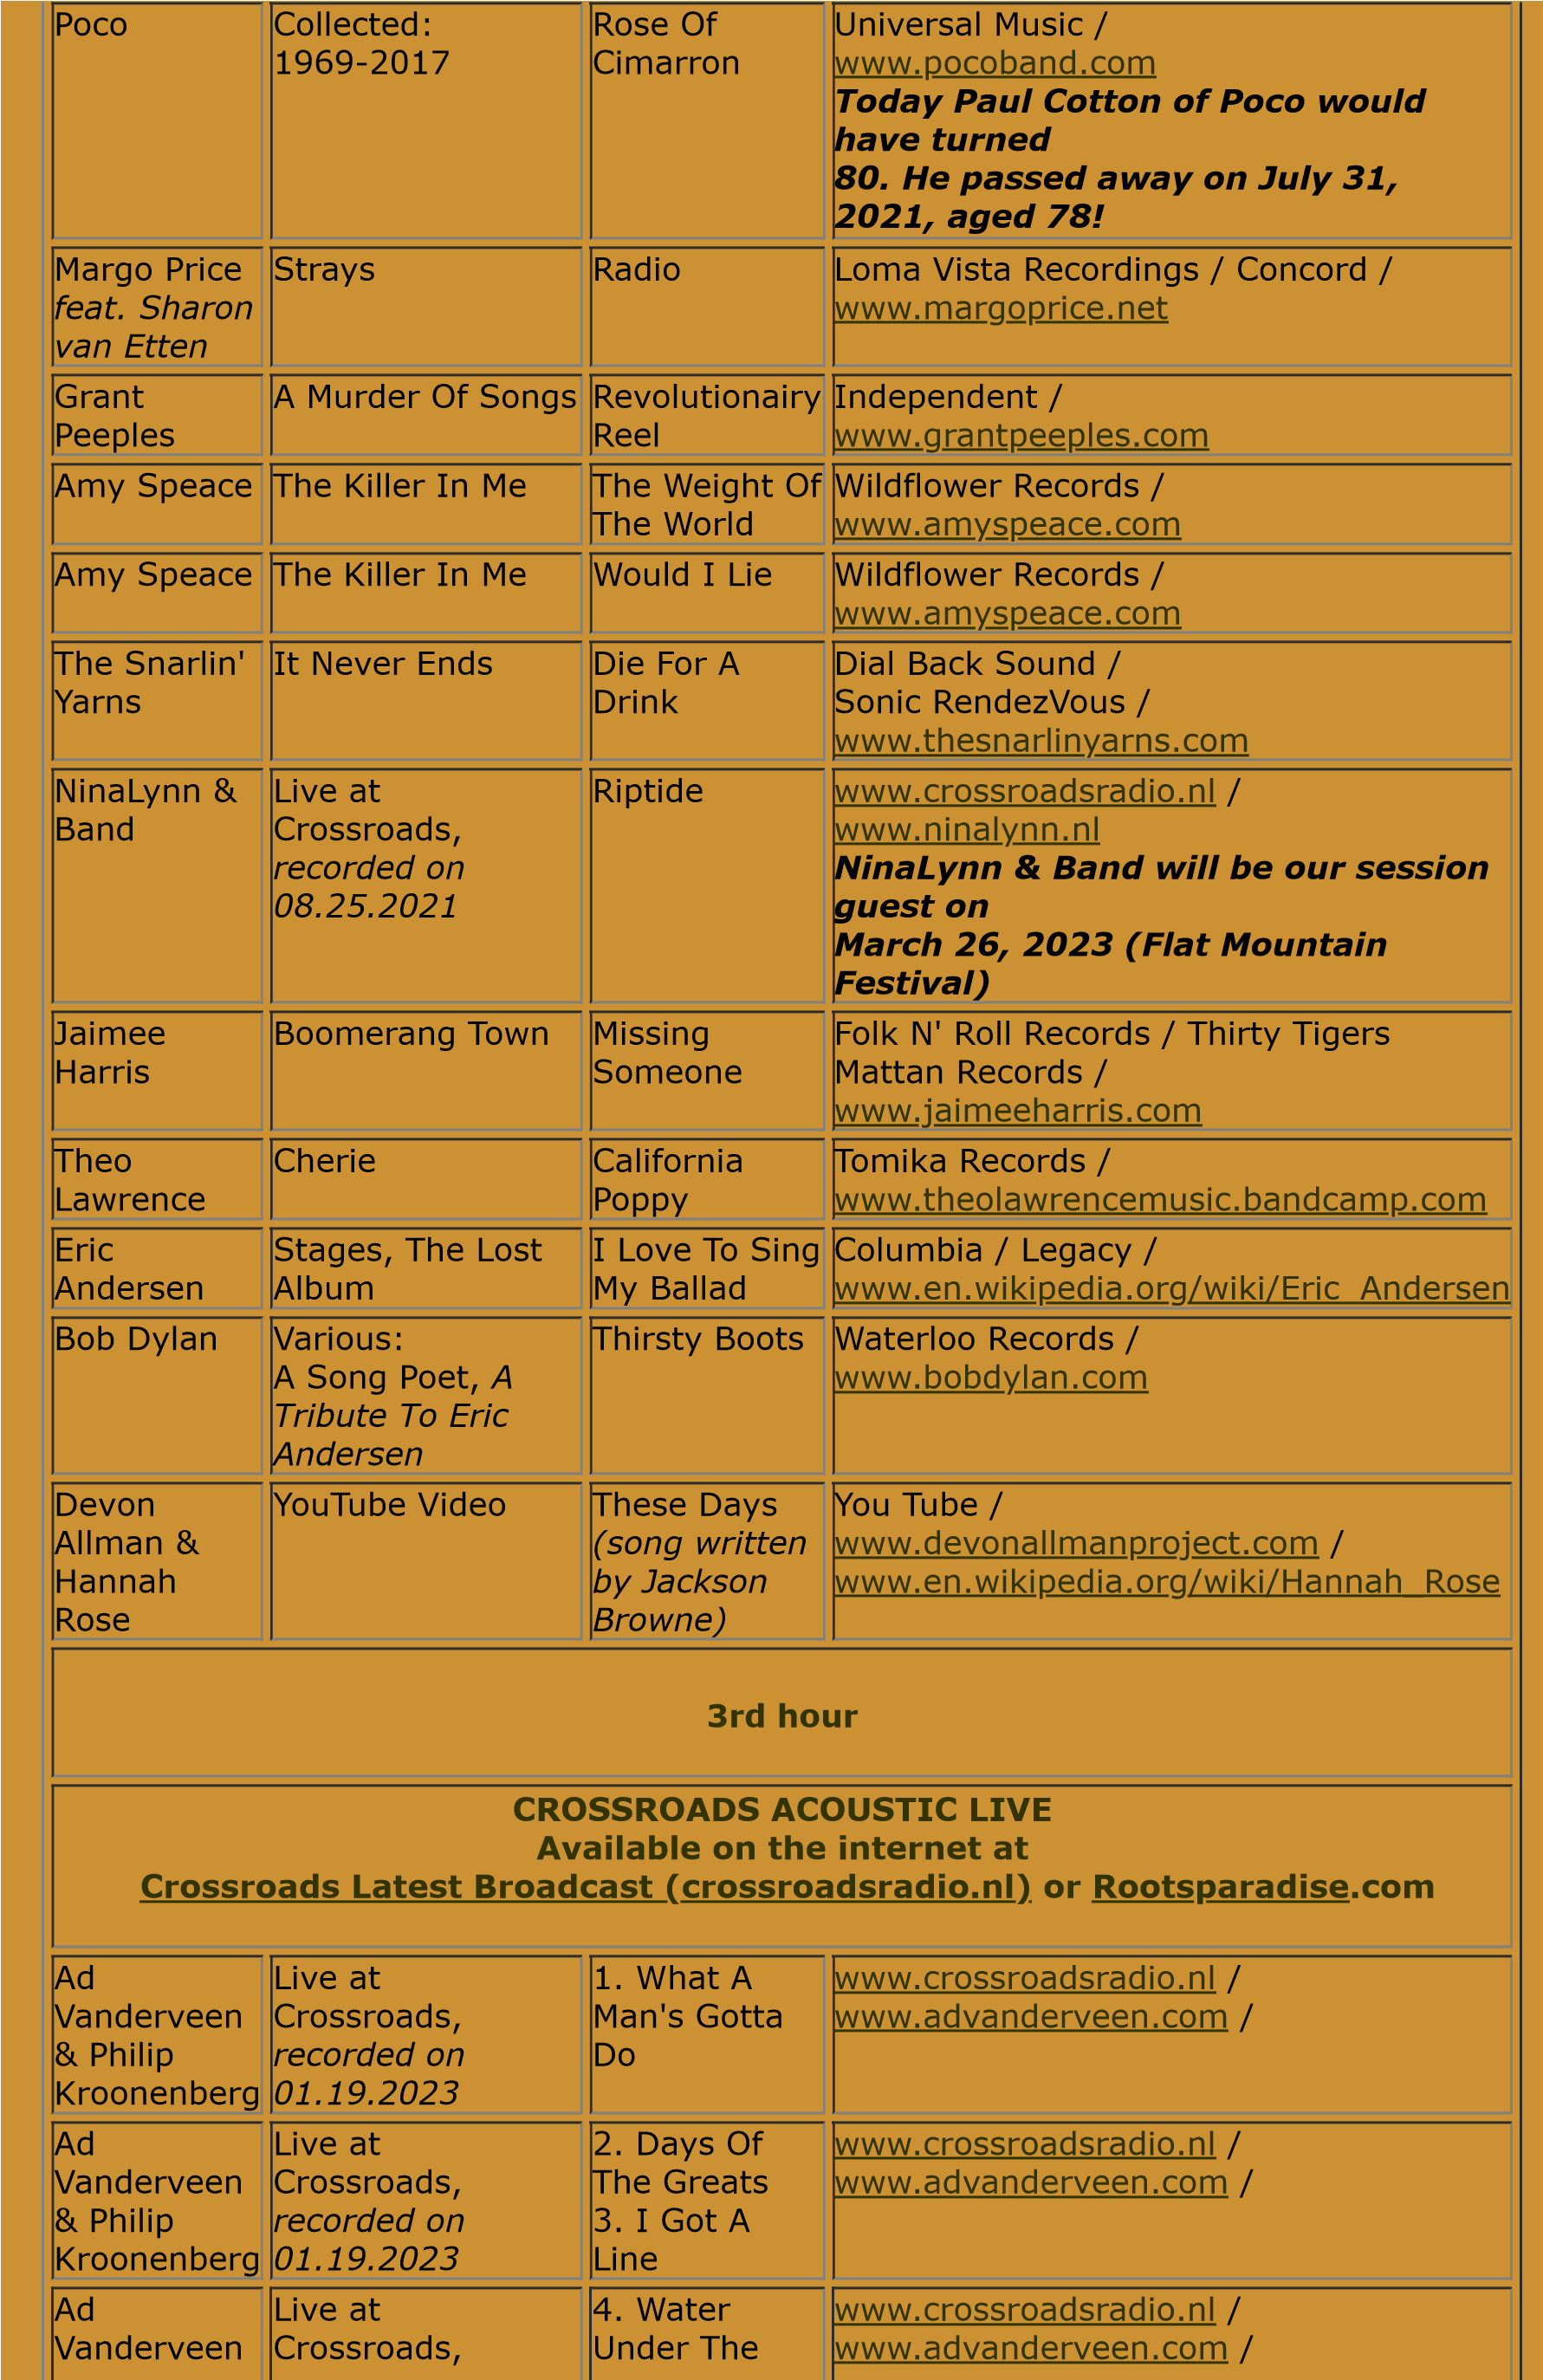 Poco
Collected:
1969-2017
Rose Of
Cimarron
Universal Music /
www.pocoband.com
Today Paul Cotton of Poco would
have turned
80. He passed away on July 31,
2021, aged 78!
Margo Price
feat. Sharon
van Etten
Strays
Radio
Loma Vista Recordings / Concord /
www.margoprice.net
Grant
Peeples
A Murder Of Songs
Revolutionairy
Reel
Independent /
www.grantpeeples.com
Amy Speace
The Killer In Me
The Weight Of
The World
Wildflower Records /
www.amyspeace.com
Amy Speace
The Killer In Me
Would I Lie
Wildflower Records /
www.amyspeace.com
The Snarlin'
Yarns
It Never Ends
Die For A
Drink
Dial Back Sound /
Sonic RendezVous /
www.thesnarlinyarns.com
NinaLynn &
Band
Live at
Crossroads,
recorded on
08.25.2021
Riptide
www.crossroadsradio.nl /
www.ninalynn.nl
NinaLynn & Band will be our session
guest on
March 26, 2023 (Flat Mountain
Festival)
Jaimee
Harris
Boomerang Town
Missing
Someone
Folk N' Roll Records / Thirty Tigers
Mattan Records /
www.jaimeeharris.com
Theo
Lawrence
Cherie
California
Poppy
Tomika Records /
www.theolawrencemusic.bandcamp.com
Eric
Andersen
Stages, The Lost
Album
I Love To Sing
My Ballad
Columbia / Legacy /
www.en.wikipedia.org/wiki/Eric_Andersen
Bob Dylan
Various:
A Song Poet, A
Tribute To Eric
Andersen
Thirsty Boots
Waterloo Records /
www.bobdylan.com
Devon
Allman &
Hannah
Rose
YouTube Video
These Days
(song written
by Jackson
Browne)
You Tube /
www.devonallmanproject.com /
www.en.wikipedia.org/wiki/Hannah_Rose
3rd hour
CROSSROADS ACOUSTIC LIVE
Available on the internet at
Crossroads Latest Broadcast (crossroadsradio.nl) or Rootsparadise.com
Ad
Vanderveen
& Philip
Kroonenberg
Live at
Crossroads,
recorded on
01.19.2023
1. What A
Man's Gotta
Do
www.crossroadsradio.nl /
www.advanderveen.com /
Ad
Vanderveen
& Philip
Kroonenberg
Live at
Crossroads,
recorded on
01.19.2023
2. Days Of
The Greats
3. I Got A
Line
www.crossroadsradio.nl /
www.advanderveen.com /
Ad
Vanderveen
Live at
Crossroads,
4. Water
Under The
www.crossroadsradio.nl /
www.advanderveen.com /